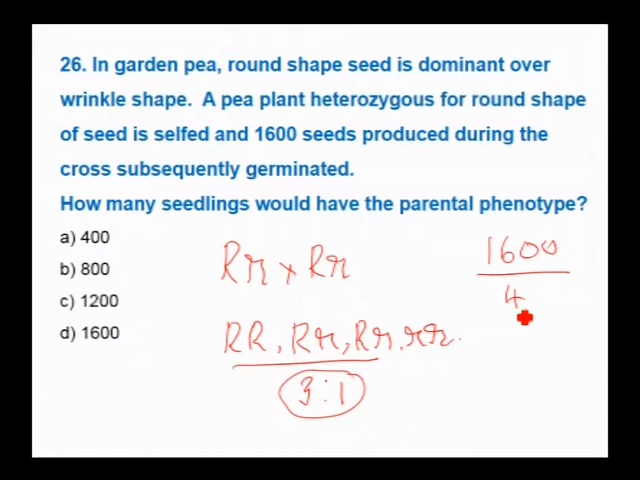 26. In garden pea, round shape seed is dominant over
wrinkle shape. A pea plant heterozygous for round shape
of seed is selfed and 1600 seeds produced during the
cross subsequently germinated.
How many seedlings would have the parental phenotype?
a) 400
b) 800
c) 1200
d) 1600
Rr x Rr
RR, Rr, Rr, rr.
3:1
1600
4